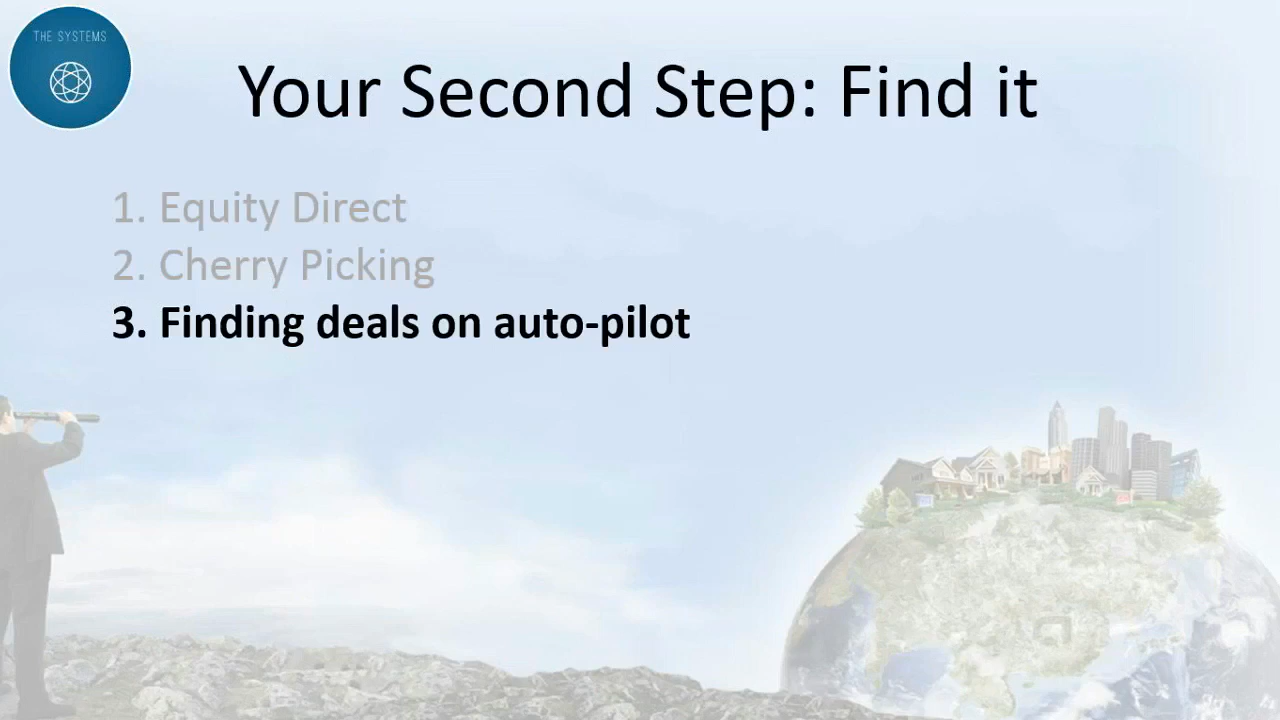 THE SYSTEMS
Your Second Step: Find it
1. Equity Direct
2. Cherry Picking
3. Finding deals on auto-pilot